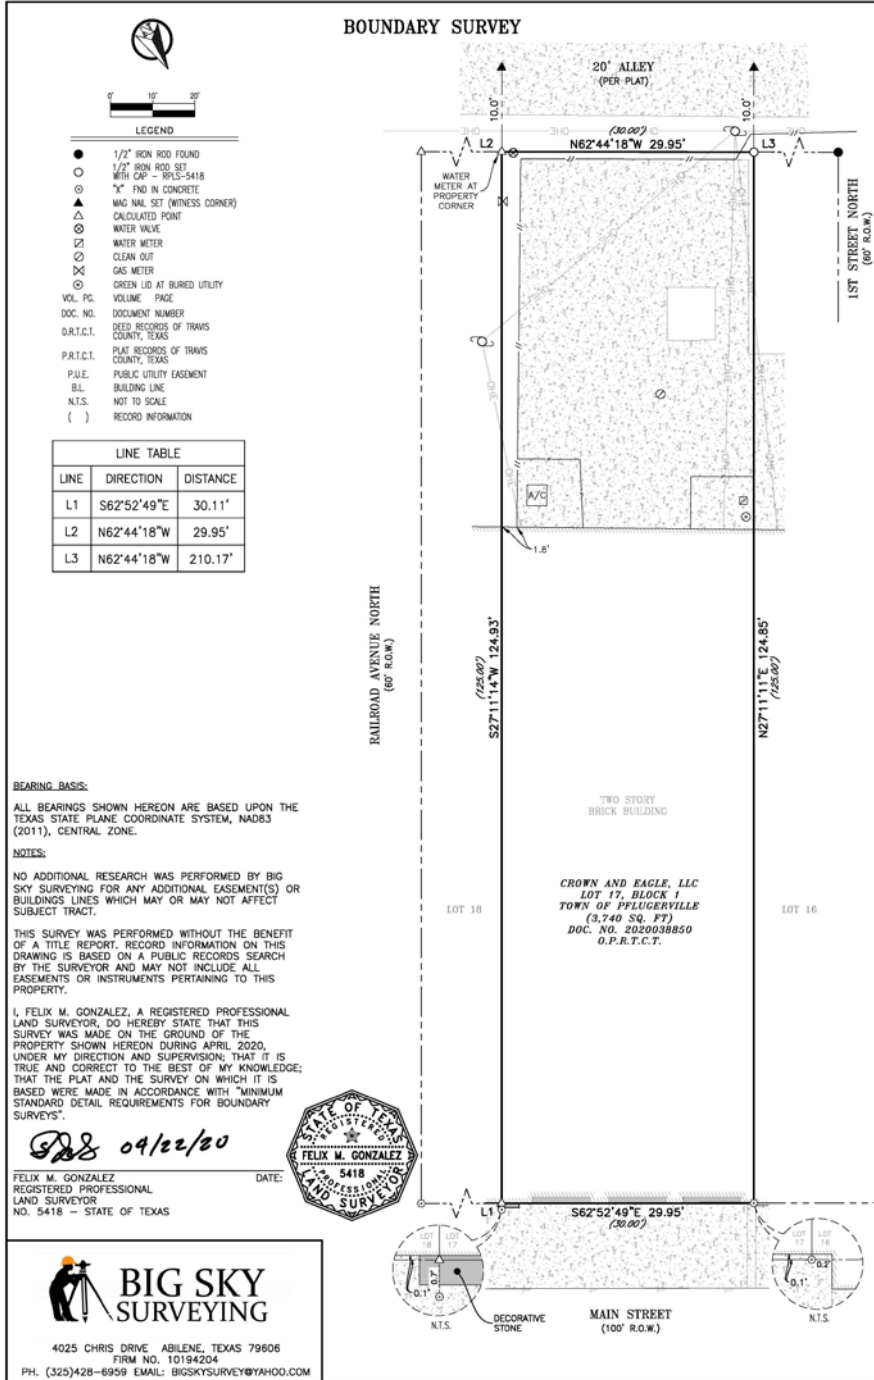 BOUNDARY SURVEY
0' 10' 20'
LEGEND
1/2" IRON ROD FOUND
1/2" IRON ROD SET
WITH CAP - RPLS-5418
"X" FND IN CONCRETE
MAG NAIL SET (WITNESS CORNER)
CALCULATED POINT
WATER VALVE
WATER METER
CLEAN OUT
GAS METER
GREEN LID AT BURIED UTILITY
VOL. PG. VOLUME PAGE
DOC. NO. DOCUMENT NUMBER
D.R.T.C.T. DEED RECORDS OF TRAVIS
COUNTY, TEXAS
P.R.T.C.T. PLAT RECORDS OF TRAVIS
COUNTY, TEXAS
P.U.E. PUBLIC UTILITY EASEMENT
B.L. BUILDING LINE
N.T.S. NOT TO SCALE
( ) RECORD INFORMATION
LINE TABLE
LINE DIRECTION DISTANCE
L1 S62°52'49"E 30.11'
L2 N62°44'18"W 29.95'
L3 N62°44'18"W 210.17'
20' ALLEY
(PER PLAT)
10.0'
10.0'
OHE OHE OHE
(30.00')
L2 N62°44'18"W 29.95' L3
WATER
METER AT
PROPERTY
CORNER
1ST STREET NORTH
(60' R.O.W.)
OHE
OHE
OHE
OHE
OHE
A/C
1.8'
RAILROAD AVENUE NORTH
(60' R.O.W.)
S27°11'14"W 124.93'
(125.00')
N27°11'11"E 124.85'
(125.00')
TWO STORY
BRICK BUILDING
LOT 18
CROWN AND EAGLE, LLC
LOT 17, BLOCK 1
TOWN OF PFLUGERVILLE
(3,740 SQ. FT)
DOC. NO. 2020038850
O.P.R.T.C.T.
LOT 16
BEARING BASIS:
ALL BEARINGS SHOWN HEREON ARE BASED UPON THE
TEXAS STATE PLANE COORDINATE SYSTEM, NAD83
(2011), CENTRAL ZONE.
NOTES:
NO ADDITIONAL RESEARCH WAS PERFORMED BY BIG
SKY SURVEYING FOR ANY ADDITIONAL EASEMENT(S) OR
BUILDINGS LINES WHICH MAY OR MAY NOT AFFECT
SUBJECT TRACT.
THIS SURVEY WAS PERFORMED WITHOUT THE BENEFIT
OF A TITLE REPORT. RECORD INFORMATION ON THIS
DRAWING IS BASED ON A PUBLIC RECORDS SEARCH
BY THE SURVEYOR AND MAY NOT INCLUDE ALL
EASEMENTS OR INSTRUMENTS PERTAINING TO THIS
PROPERTY.
I, FELIX M. GONZALEZ, A REGISTERED PROFESSIONAL
LAND SURVEYOR, DO HEREBY STATE THAT THIS
SURVEY WAS MADE ON THE GROUND OF THE
PROPERTY SHOWN HEREON DURING APRIL 2020,
UNDER MY DIRECTION AND SUPERVISION; THAT IT IS
TRUE AND CORRECT TO THE BEST OF MY KNOWLEDGE;
THAT THE PLAT AND THE SURVEY ON WHICH IT IS
BASED WERE MADE IN ACCORDANCE WITH "MINIMUM
STANDARD DETAIL REQUIREMENTS FOR BOUNDARY
SURVEYS".
04/22/20
FELIX M. GONZALEZ DATE:
REGISTERED PROFESSIONAL
LAND SURVEYOR
NO. 5418 - STATE OF TEXAS
STATE OF TEXAS
REGISTERED
FELIX M. GONZALEZ
5418
PROFESSIONAL
LAND SURVEYOR
L1 S62°52'49"E 29.95'
(30.00')
LOT 18 LOT 17
0.1' 0.7'
N.T.S.
DECORATIVE
STONE
MAIN STREET
(100' R.O.W.)
LOT 17 LOT 16
0.1' 0.2'
N.T.S.
BIG SKY
SURVEYING
4025 CHRIS DRIVE ABILENE, TEXAS 79606
FIRM NO. 10194204
PH. (325)428-6959 EMAIL: BIGSKYSURVEY@YAHOO.COM